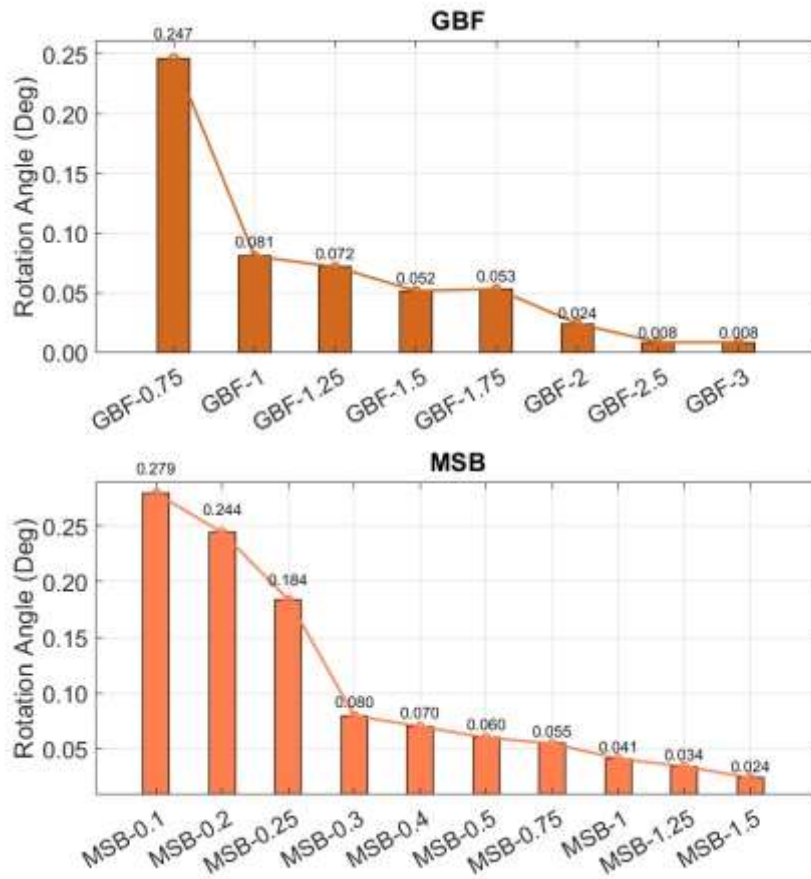 GBF
0.247
0.25
0.20
0.15
0.10
0.05
0.00
Rotation Angle (Deg)
0.081
0.072
0.052
0.053
0.024
0.008
0.008
GBF-0.75
GBF-1
GBF-1.25
GBF-1.5
GBF-1.75
GBF-2
GBF-2.5
GBF-3
MSB
0.279
0.244
0.184
0.080
0.070
0.060
0.055
0.041
0.034
0.024
0.25
0.20
0.15
0.10
0.05
Rotation Angle (Deg)
MSB-0.1
MSB-0.2
MSB-0.25
MSB-0.3
MSB-0.4
MSB-0.5
MSB-0.75
MSB-1
MSB-1.25
MSB-1.5